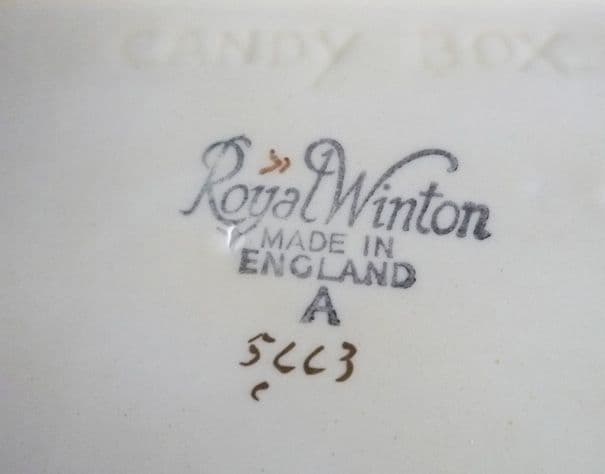 CANDY BOX
Royal Winton
MADE IN
ENGLAND
A
5663